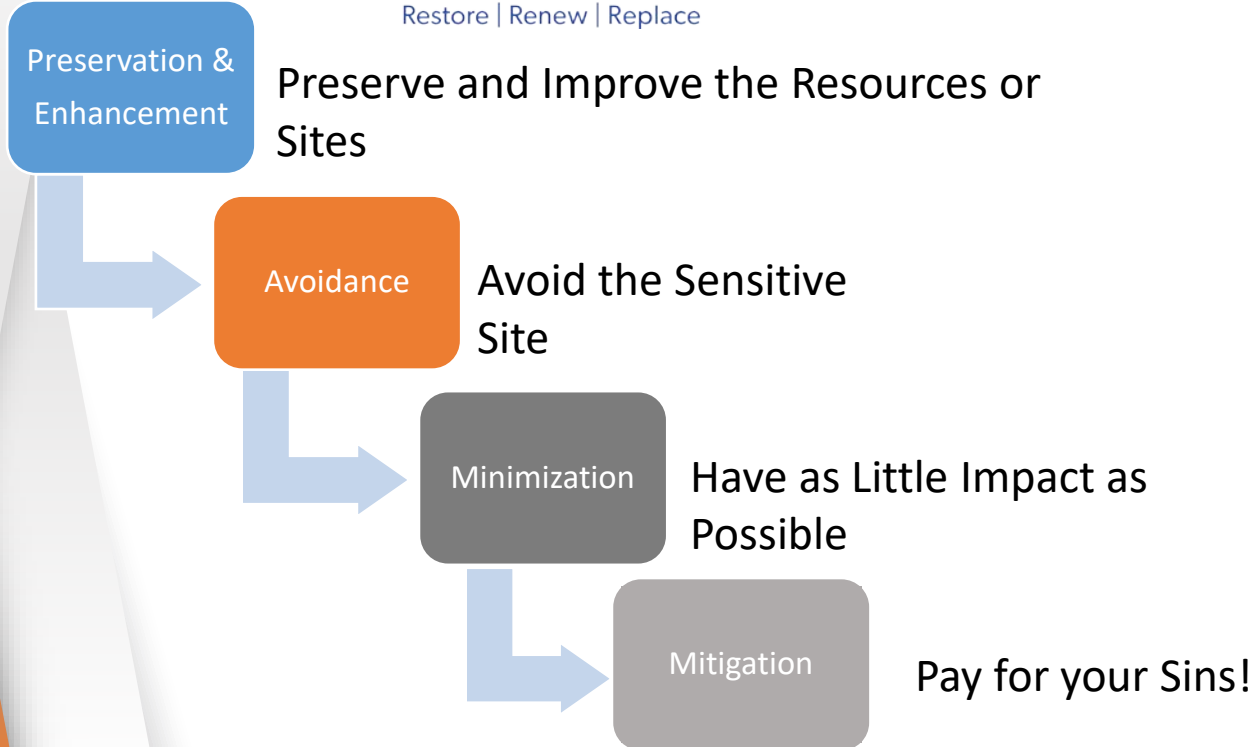 Restore | Renew | Replace
Preservation &
Enhancement
Preserve and Improve the Resources or
Sites
Avoidance
Avoid the Sensitive
Site
Minimization
Have as Little Impact as
Possible
Mitigation
Pay for your Sins!